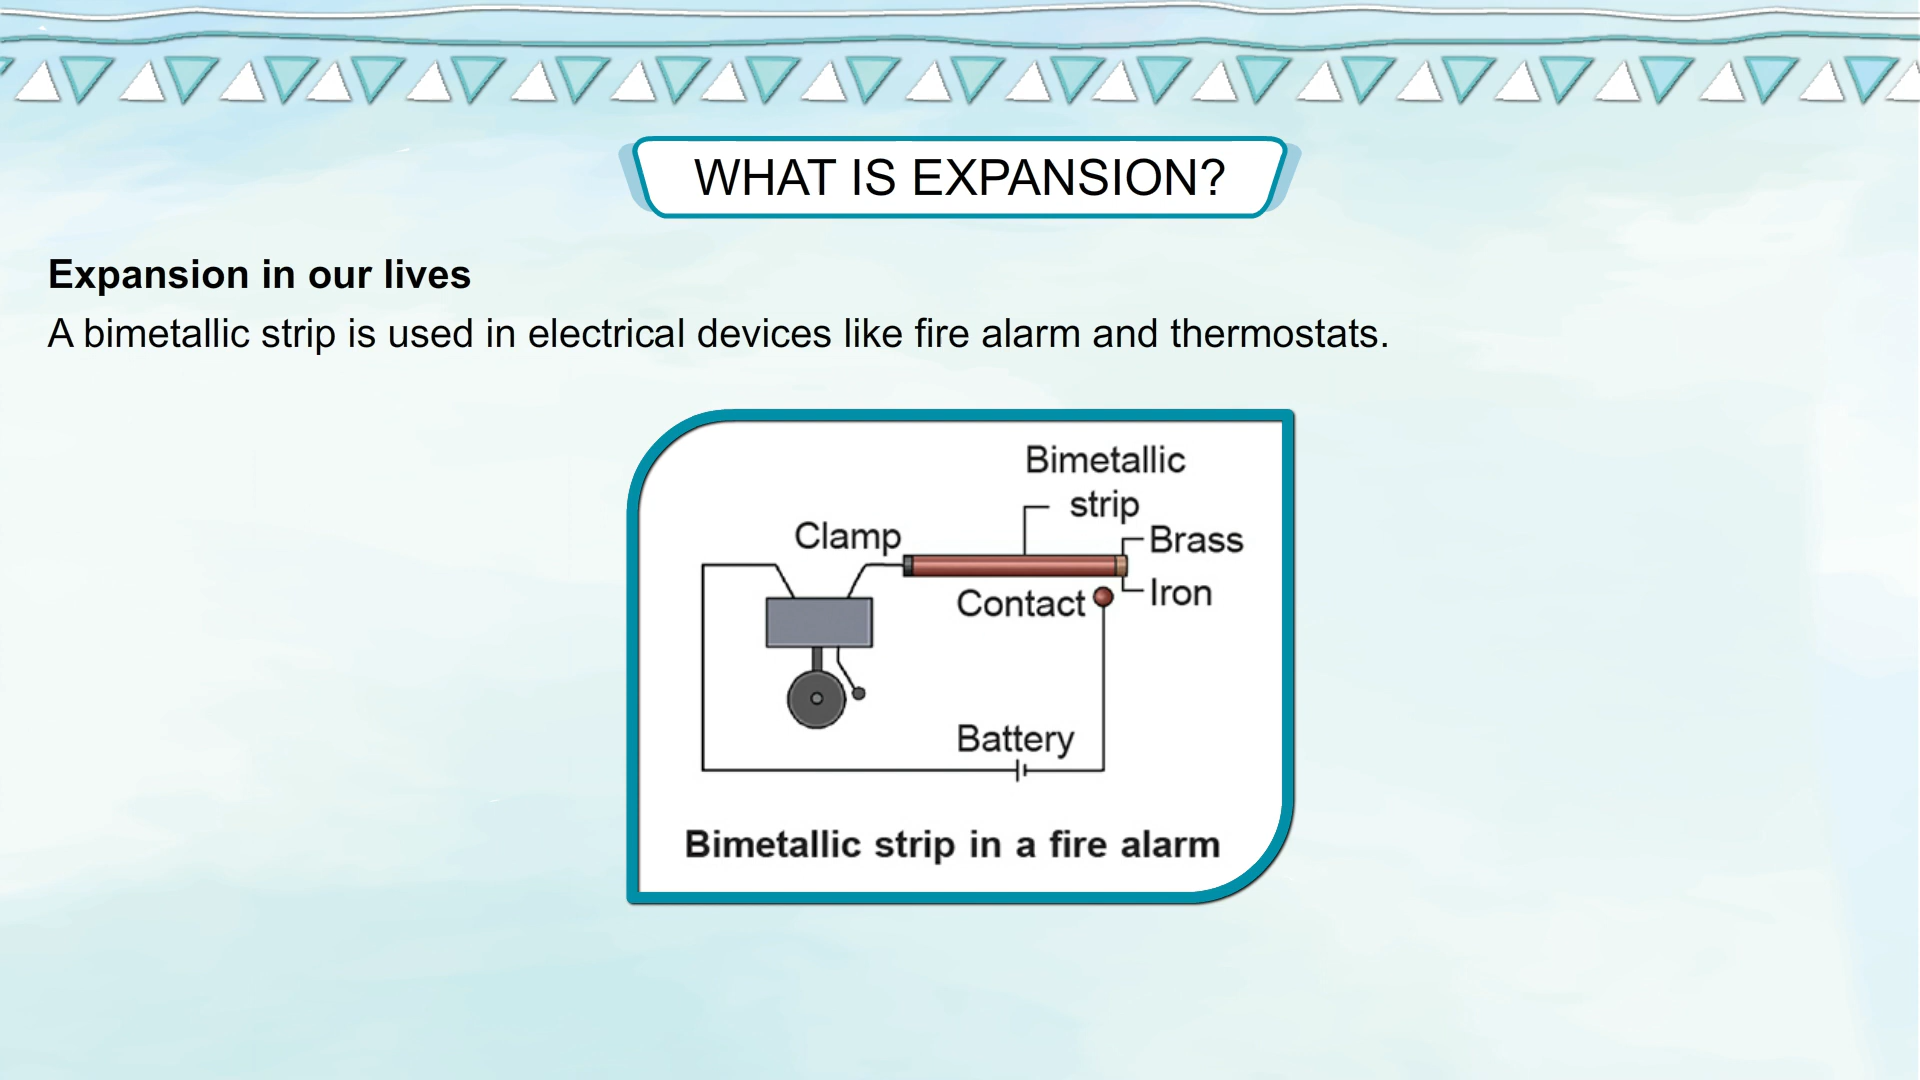 WHAT IS EXPANSION?
Expansion in our lives
A bimetallic strip is used in electrical devices like fire alarm and thermostats.
Bimetallic
strip
Clamp
Brass
Contact
Iron
Battery
Bimetallic strip in a fire alarm